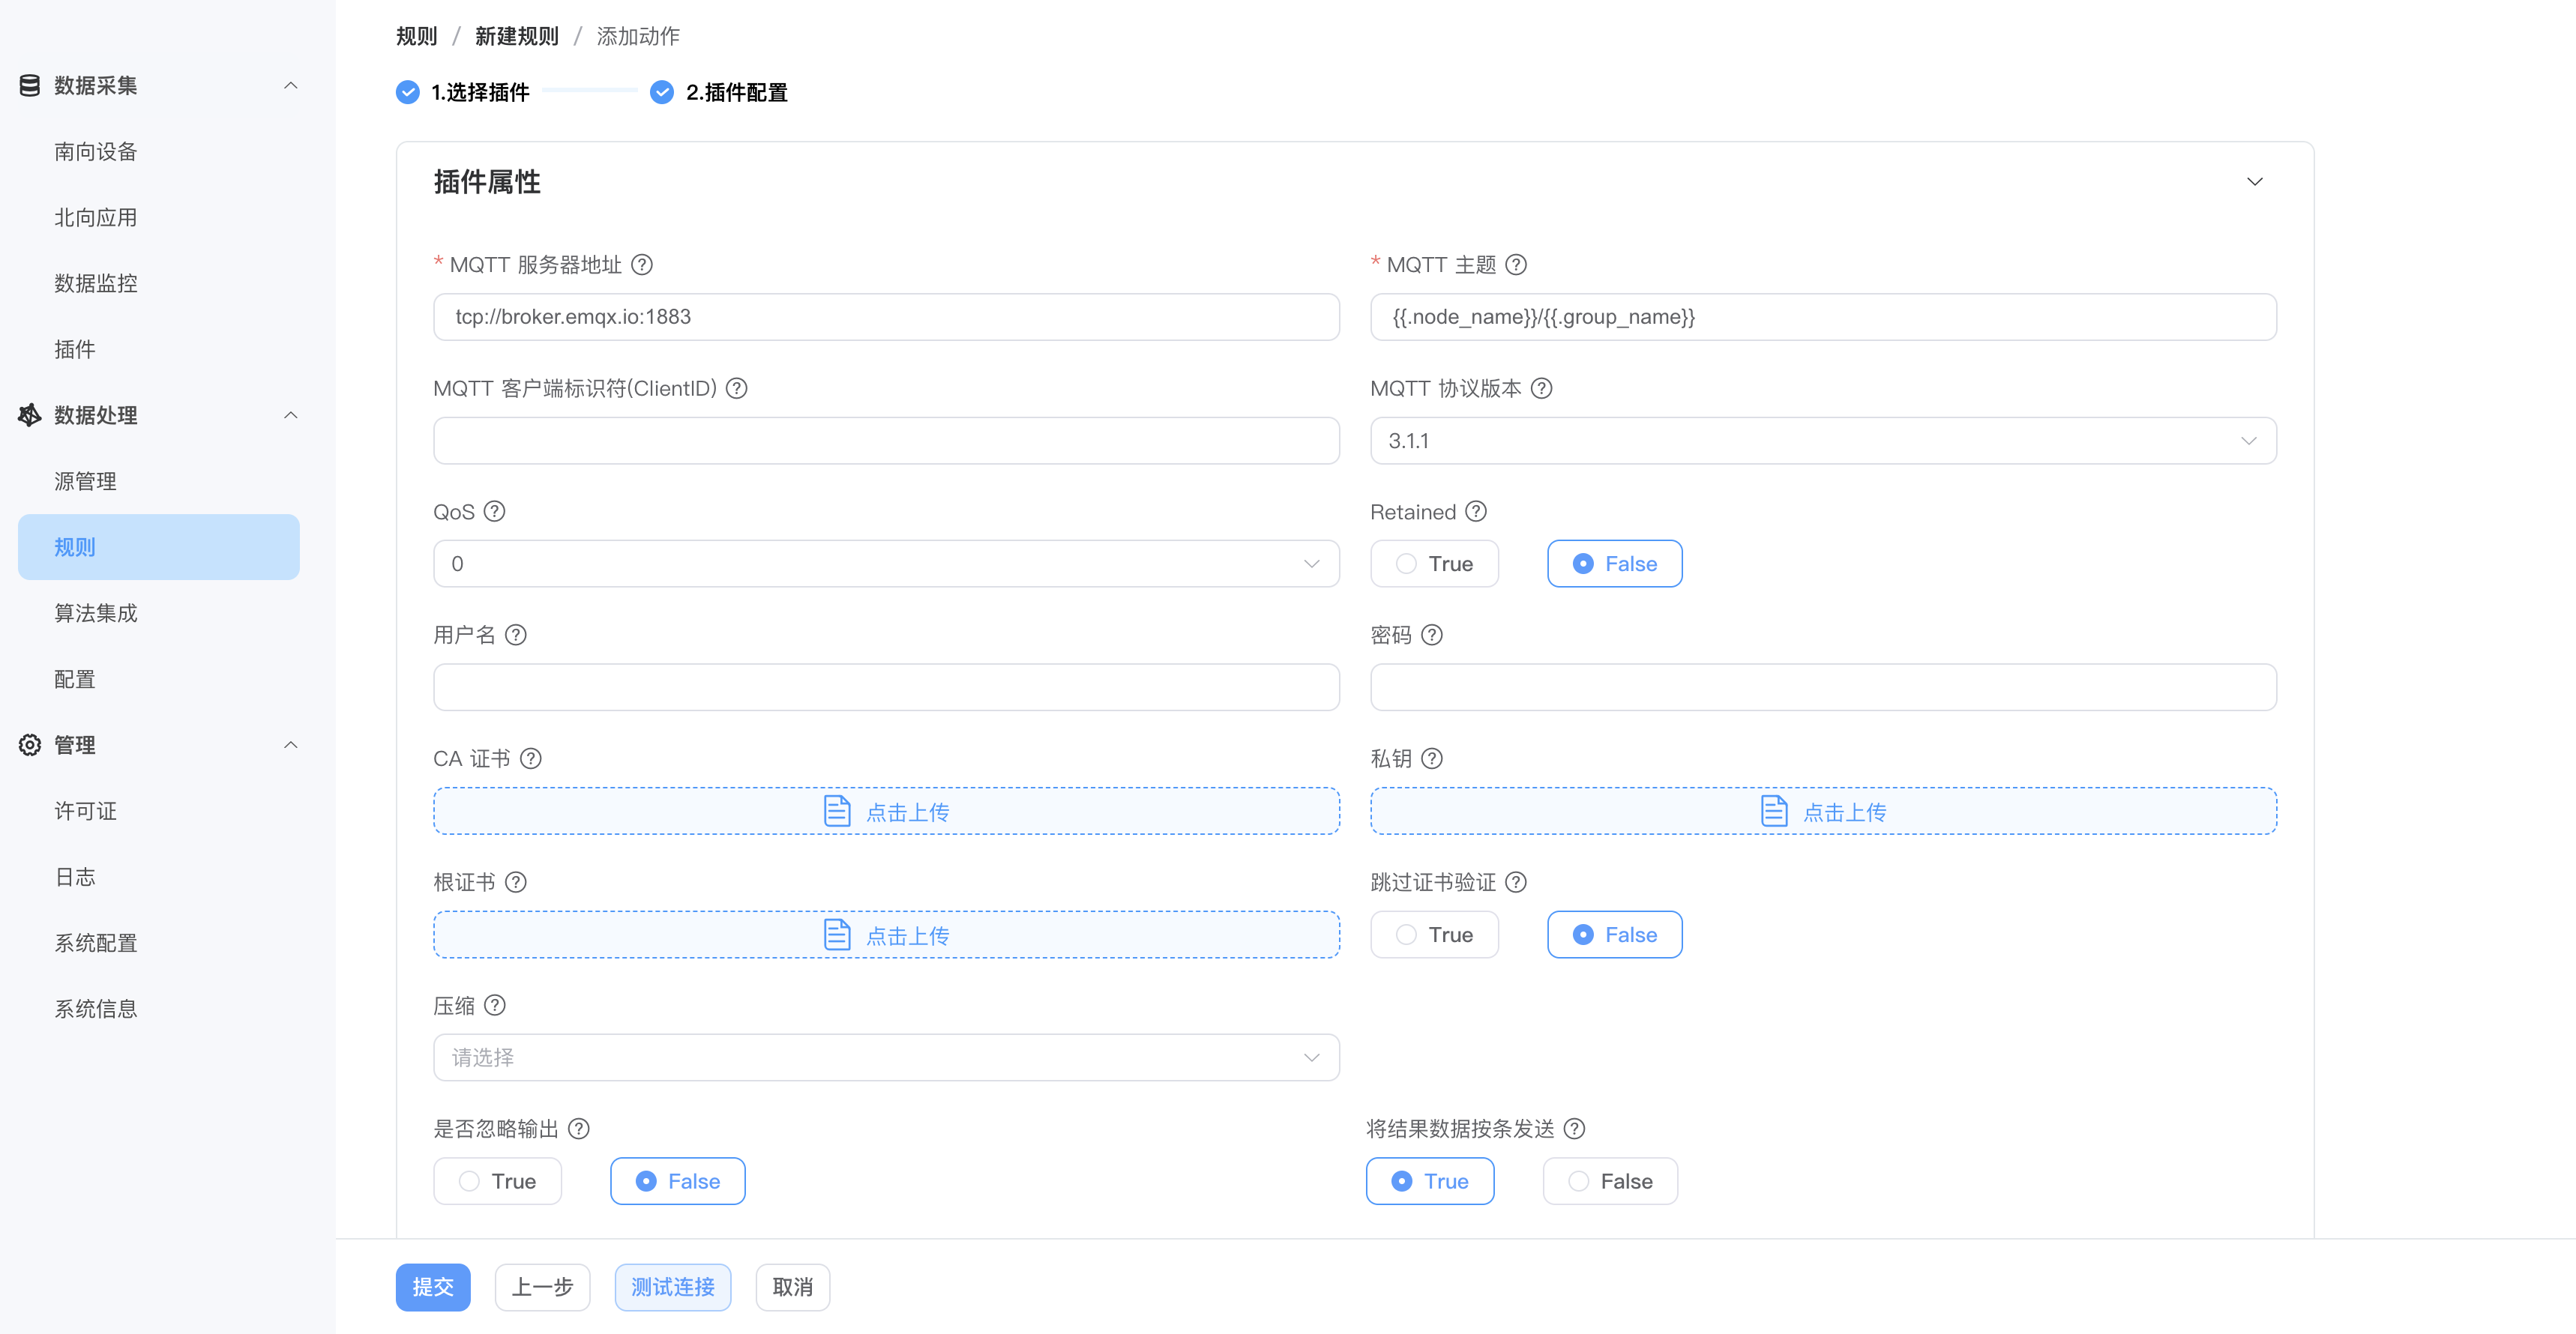 规则 / 新建规则 / 添加动作
1.选择插件 2.插件配置
数据采集
南向设备
北向应用
数据监控
插件
数据处理
源管理
规则
算法集成
配置
管理
许可证
日志
系统配置
系统信息
插件属性
* MQTT 服务器地址
tcp://broker.emqx.io:1883
* MQTT 主题
{{.node_name}}/{{.group_name}}
MQTT 客户端标识符(ClientID)
MQTT 协议版本
3.1.1
QoS
0
Retained
True False
用户名
密码
CA 证书
点击上传
私钥
点击上传
根证书
点击上传
跳过证书验证
True False
压缩
请选择
是否忽略输出
True False
将结果数据按条发送
True False
提交 上一步 测试连接 取消